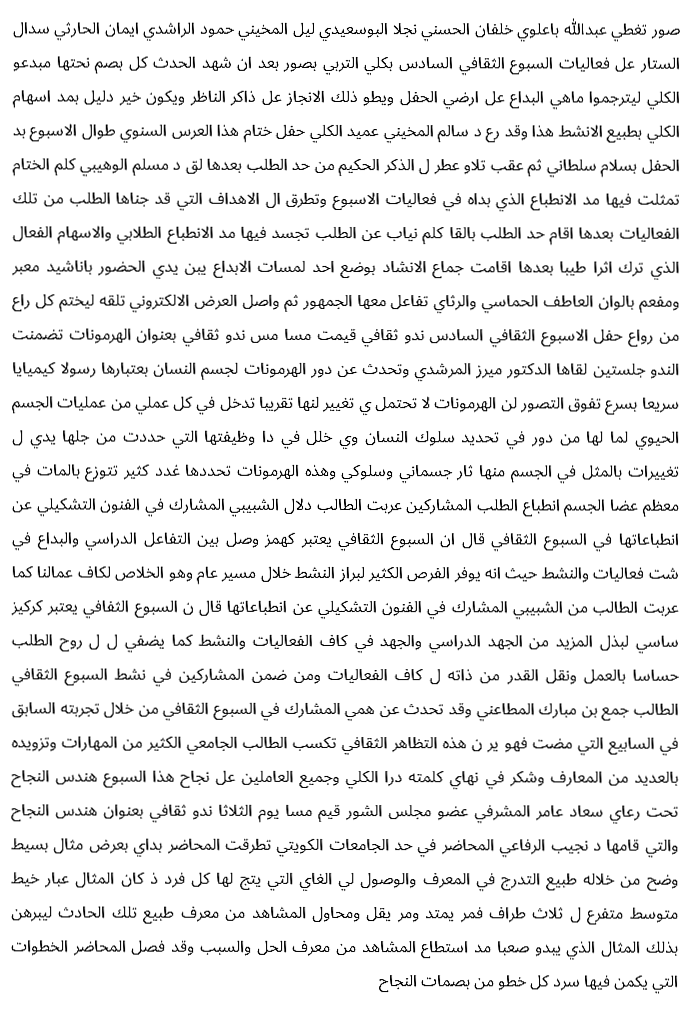 صور تغطي عبدالله باعلوي خلفان الحسني نجلا البوسعيدي ليل المخيني حمود الراشدي ايمان الحارثي سدال
الستار عل فعاليات السبوع الثقافي السادس بكلي التربي بصور بعد ان شهد الحدث كل بصم نحتها مبدعو
الكلي ليترجموا ماهي البداع عل ارضي الحفل ويطو ذلك الانجاز عل ذاكر الناظر ويكون خير دليل بمد اسهام
الكلي بطبيع الانشط هذا وقد رع د سالم المخيني عميد الكلي حفل ختام هذا العرس السنوي طوال الاسبوع بد
الحفل بسلام سلطاني ثم عقب تلاو عطر ل الذكر الحكيم من حد الطلب بعدها لق د مسلم الوهيبي كلم الختام
تمثلت فيها مد الانطباع الذي بداه في فعاليات الاسبوع وتطرق ال الاهداف التي قد جناها الطلب من تلك
الفعاليات بعدها اقام حد الطلب بالقا كلم نياب عن الطلب تجسد فيها مد الانطباع الطلابي والاسهام الفعال
الذي ترك اثرا طيبا بعدها اقامت جماع الانشاد بوضع احد لمسات الابداع يبن يدي الحضور باناشيد معبر
ومفعم بالوان العاطف الحماسي والرثاي تفاعل معها الجمهور ثم واصل العرض الالكتروني تلقه ليختم كل راع
من رواع حفل الاسبوع الثقافي السادس ندو ثقافي قيمت مسا مس ندو ثقافي بعنوان الهرمونات تضمنت
الندو جلستين لقاها الدكتور ميرز المرشدي وتحدث عن دور الهرمونات لجسم النسان بعتبارها رسولا كيميايا
سريعا بسرع تفوق التصور لن الهرمونات لا تحتمل ي تغيير لنها تقريبا تدخل في كل عملي من عمليات الجسم
الحيوي لما لها من دور في تحديد سلوك النسان وي خلل في دا وظيفتها التي حددت من جلها يدي ل
تغييرات بالمثل في الجسم منها ثار جسماني وسلوكي وهذه الهرمونات تحددها غدد كثير تتوزع بالمات في
معظم عضا الجسم انطباع الطلب المشاركين عربت الطالب دلال الشبيبي المشارك في الفنون التشكيلي عن
انطباعاتها في السبوع الثقافي قال ان السبوع الثقافي يعتبر كهمز وصل بين التفاعل الدراسي والبداع في
شت فعاليات والنشط حيث انه يوفر الفرص الكثير لبراز النشط خلال مسير عام وهو الخلاص لكاف عمالنا كما
عربت الطالب من الشبيبي المشارك في الفنون التشكيلي عن انطباعاتها قال ن السبوع الثفافي يعتبر كركيز
ساسي لبذل المزيد من الجهد الدراسي والجهد في كاف الفعاليات والنشط كما يضفي ل ل روح الطلب
حساسا بالعمل ونقل القدر من ذاته ل كاف الفعاليات ومن ضمن المشاركين في نشط السبوع الثقافي
الطالب جمع بن مبارك المطاعني وقد تحدث عن همي المشارك في السبوع الثقافي من خلال تجربته السابق
في السابيع التي مضت فهو ير ن هذه التظاهر الثقافي تكسب الطالب الجامعي الكثير من المهارات وتزويده
بالعديد من المعارف وشكر في نهاي كلمته درا الكلي وجميع العاملين عل نجاح هذا السبوع هندس النجاح
تحت رعاي سعاد عامر المشرفي عضو مجلس الشور قيم مسا يوم الثلاثا ندو ثقافي بعنوان هندس النجاح
والتي قامها د نجيب الرفاعي المحاضر في حد الجامعات الكويتي تطرقت المحاضر بداي بعرض مثال بسيط
وضح من خلاله طبيع التدرج في المعرف والوصول لي الغاي التي يتج لها كل فرد ذ كان المثال عبار خيط
متوسط متفرع ل ثلاث طراف فمر يمتد ومر يقل ومحاول المشاهد من معرف طبيع تلك الحادث ليبرهن
بذلك المثال الذي يبدو صعبا مد استطاع المشاهد من معرف الحل والسبب وقد فصل المحاضر الخطوات
التي يكمن فيها سرد كل خطو من بصمات النجاح